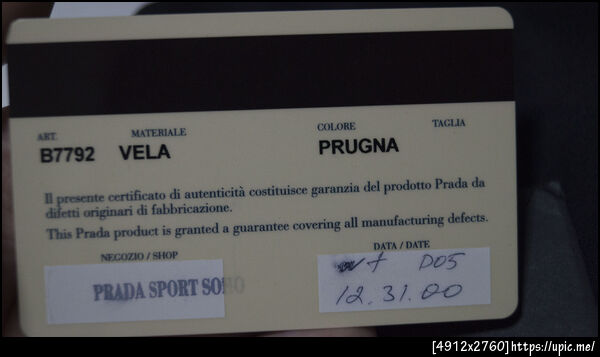 ART. MATERIALE COLORE TAGLIA
B7792 VELA PRUGNA
Il presente certificato di autenticità costituisce garanzia del prodotto Prada da
difetti originari di fabbricazione.
This Prada product is granted a guarantee covering all manufacturing defects.
NEGOZIO / SHOP DATA / DATE
PRADA SPORT SOHO
D05
12.31.00
[4912x2760]https://upic.me/